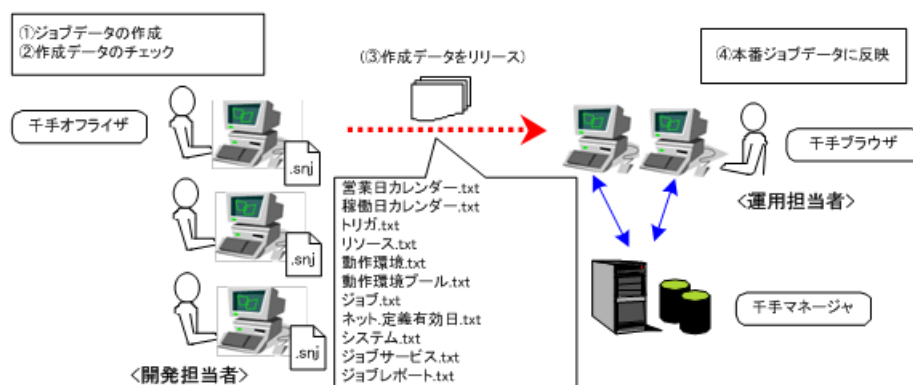 ①ジョブデータの作成
②作成データのチェック
(③作成データをリリース)
④本番ジョブデータに反映
千手オフライザ
千手ブラウザ
.snj
.snj
.snj
営業日カレンダー.txt
稼働日カレンダー.txt
トリガ.txt
リソース.txt
動作環境.txt
動作環境プール.txt
ジョブ.txt
ネット.定義有効日.txt
システム.txt
ジョブサービス.txt
ジョブレポート.txt
<運用担当者>
千手マネージャ
<開発担当者>